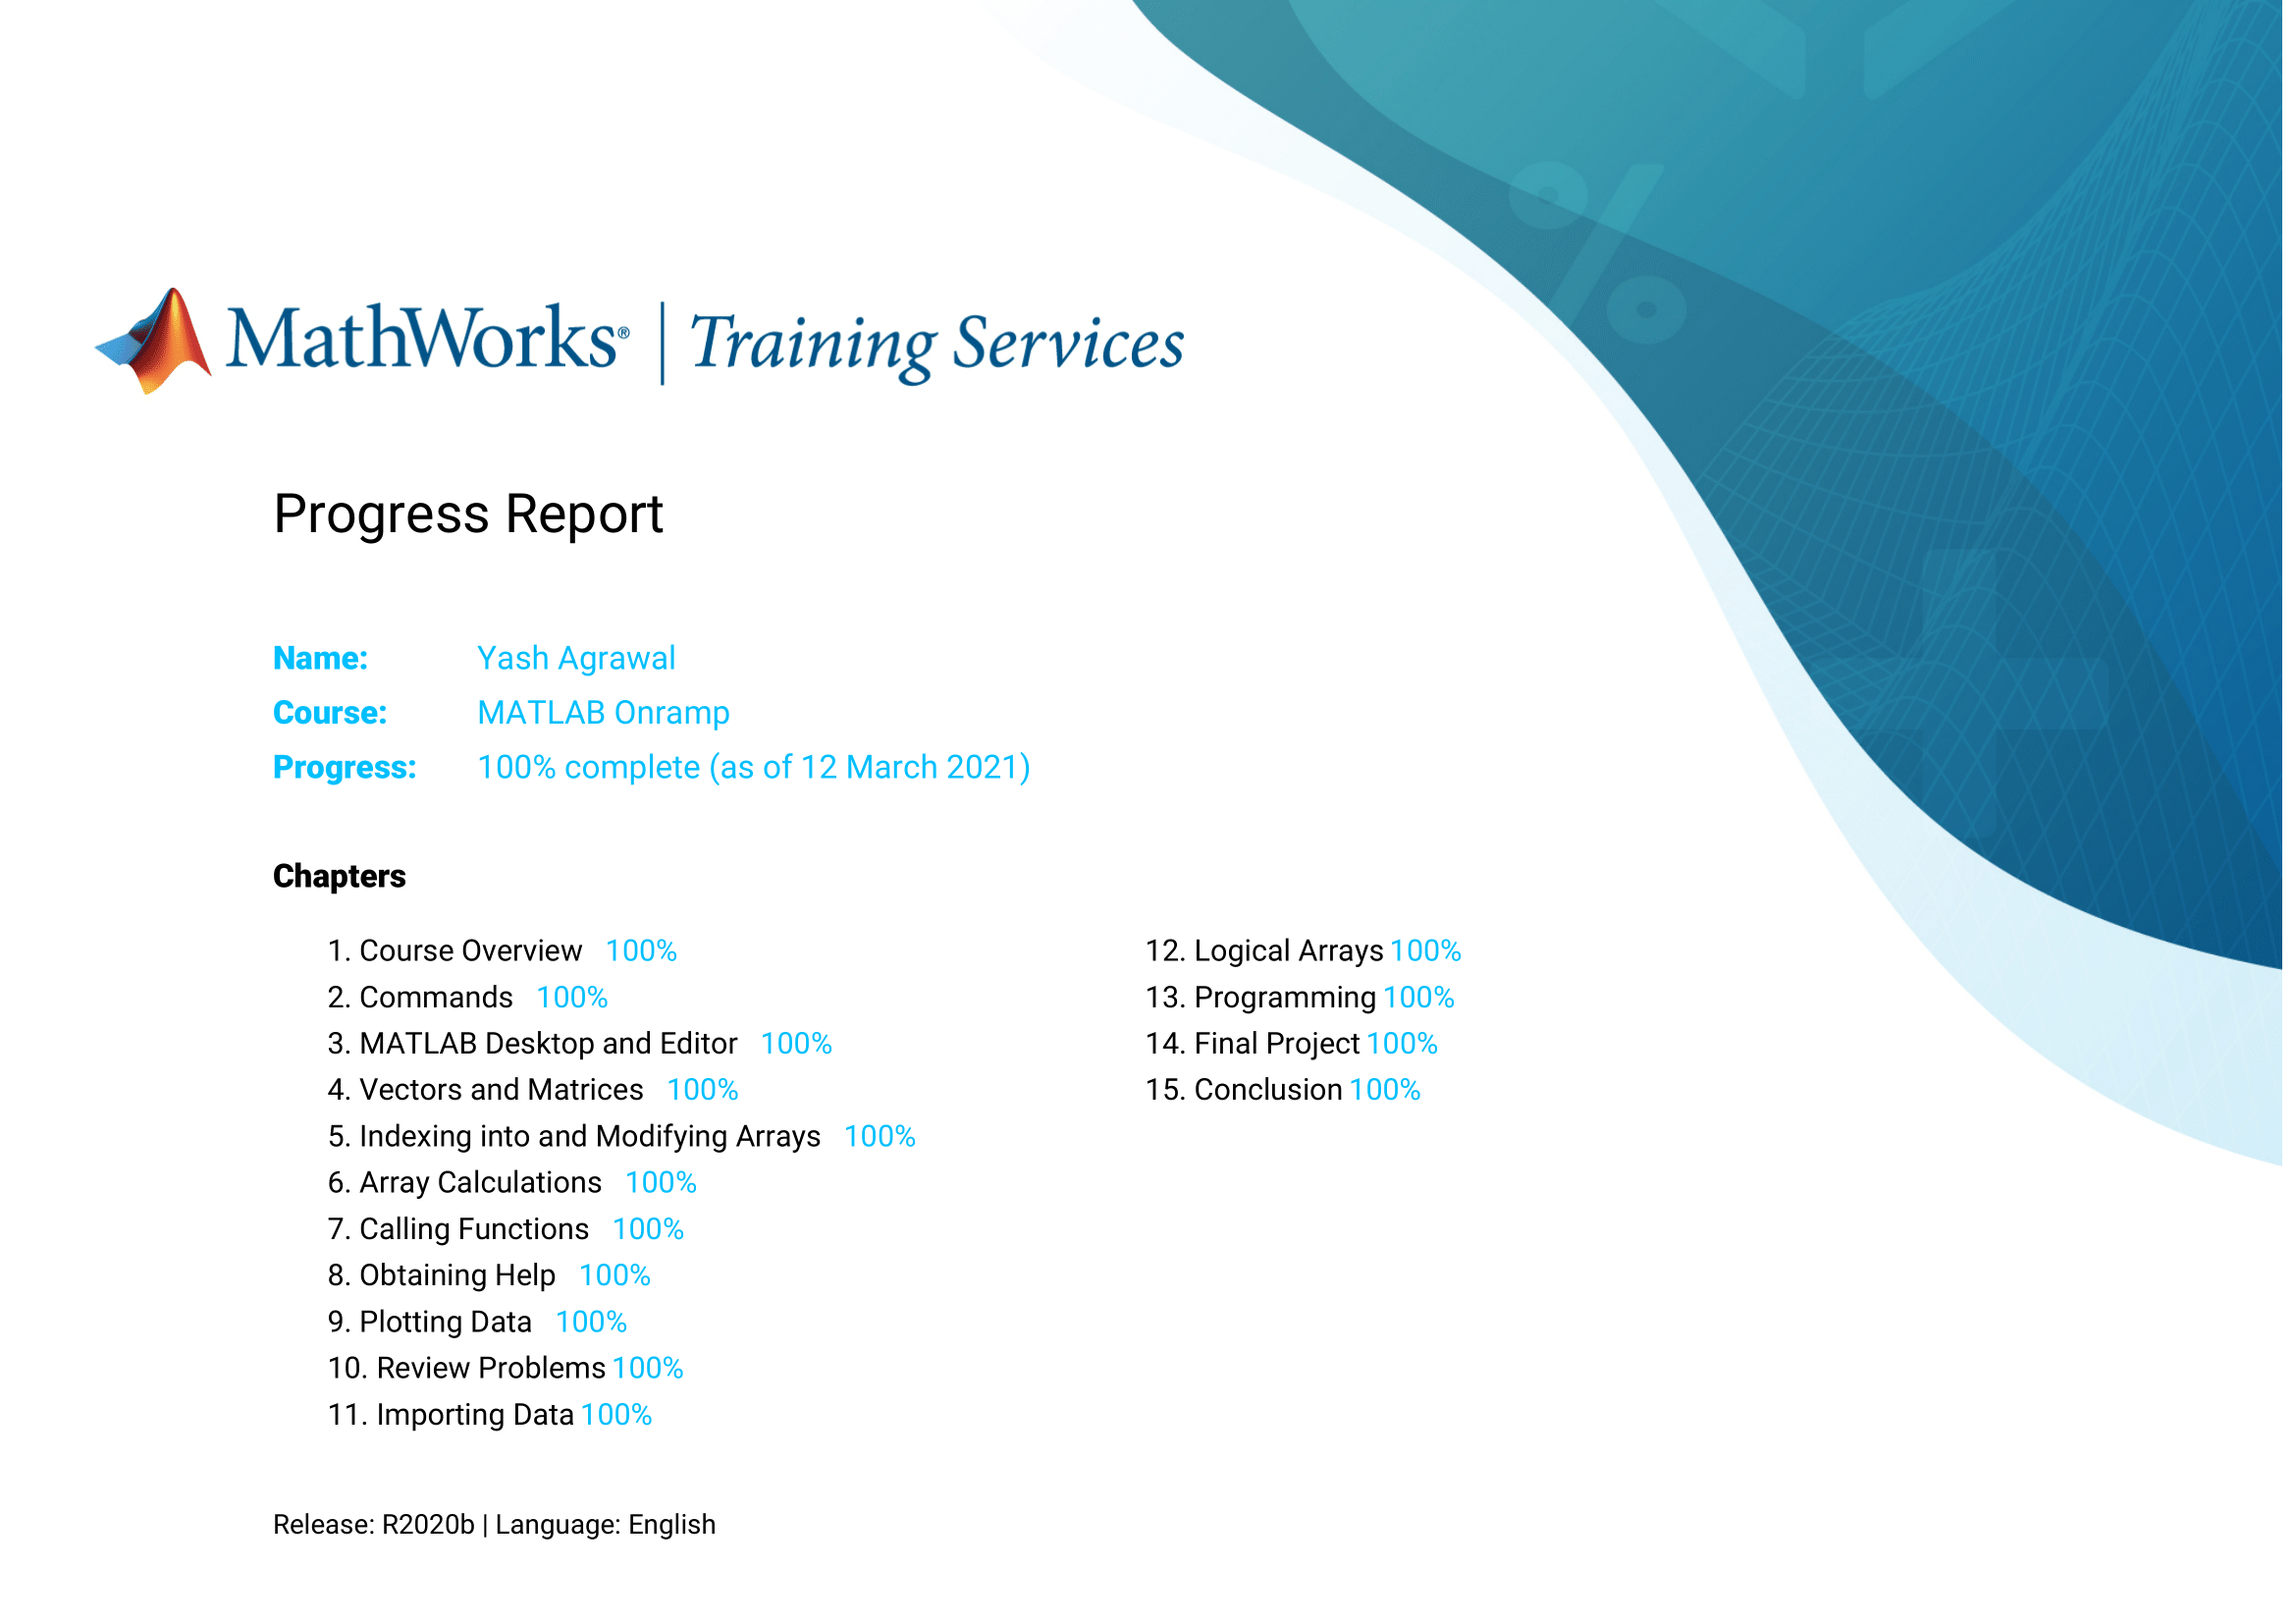 MathWorks® | Training Services
Progress Report
Name: Yash Agrawal
Course: MATLAB Onramp
Progress: 100% complete (as of 12 March 2021)
Chapters
1. Course Overview 100%
2. Commands 100%
3. MATLAB Desktop and Editor 100%
4. Vectors and Matrices 100%
5. Indexing into and Modifying Arrays 100%
6. Array Calculations 100%
7. Calling Functions 100%
8. Obtaining Help 100%
9. Plotting Data 100%
10. Review Problems 100%
11. Importing Data 100%
12. Logical Arrays 100%
13. Programming 100%
14. Final Project 100%
15. Conclusion 100%
Release: R2020b | Language: English
%